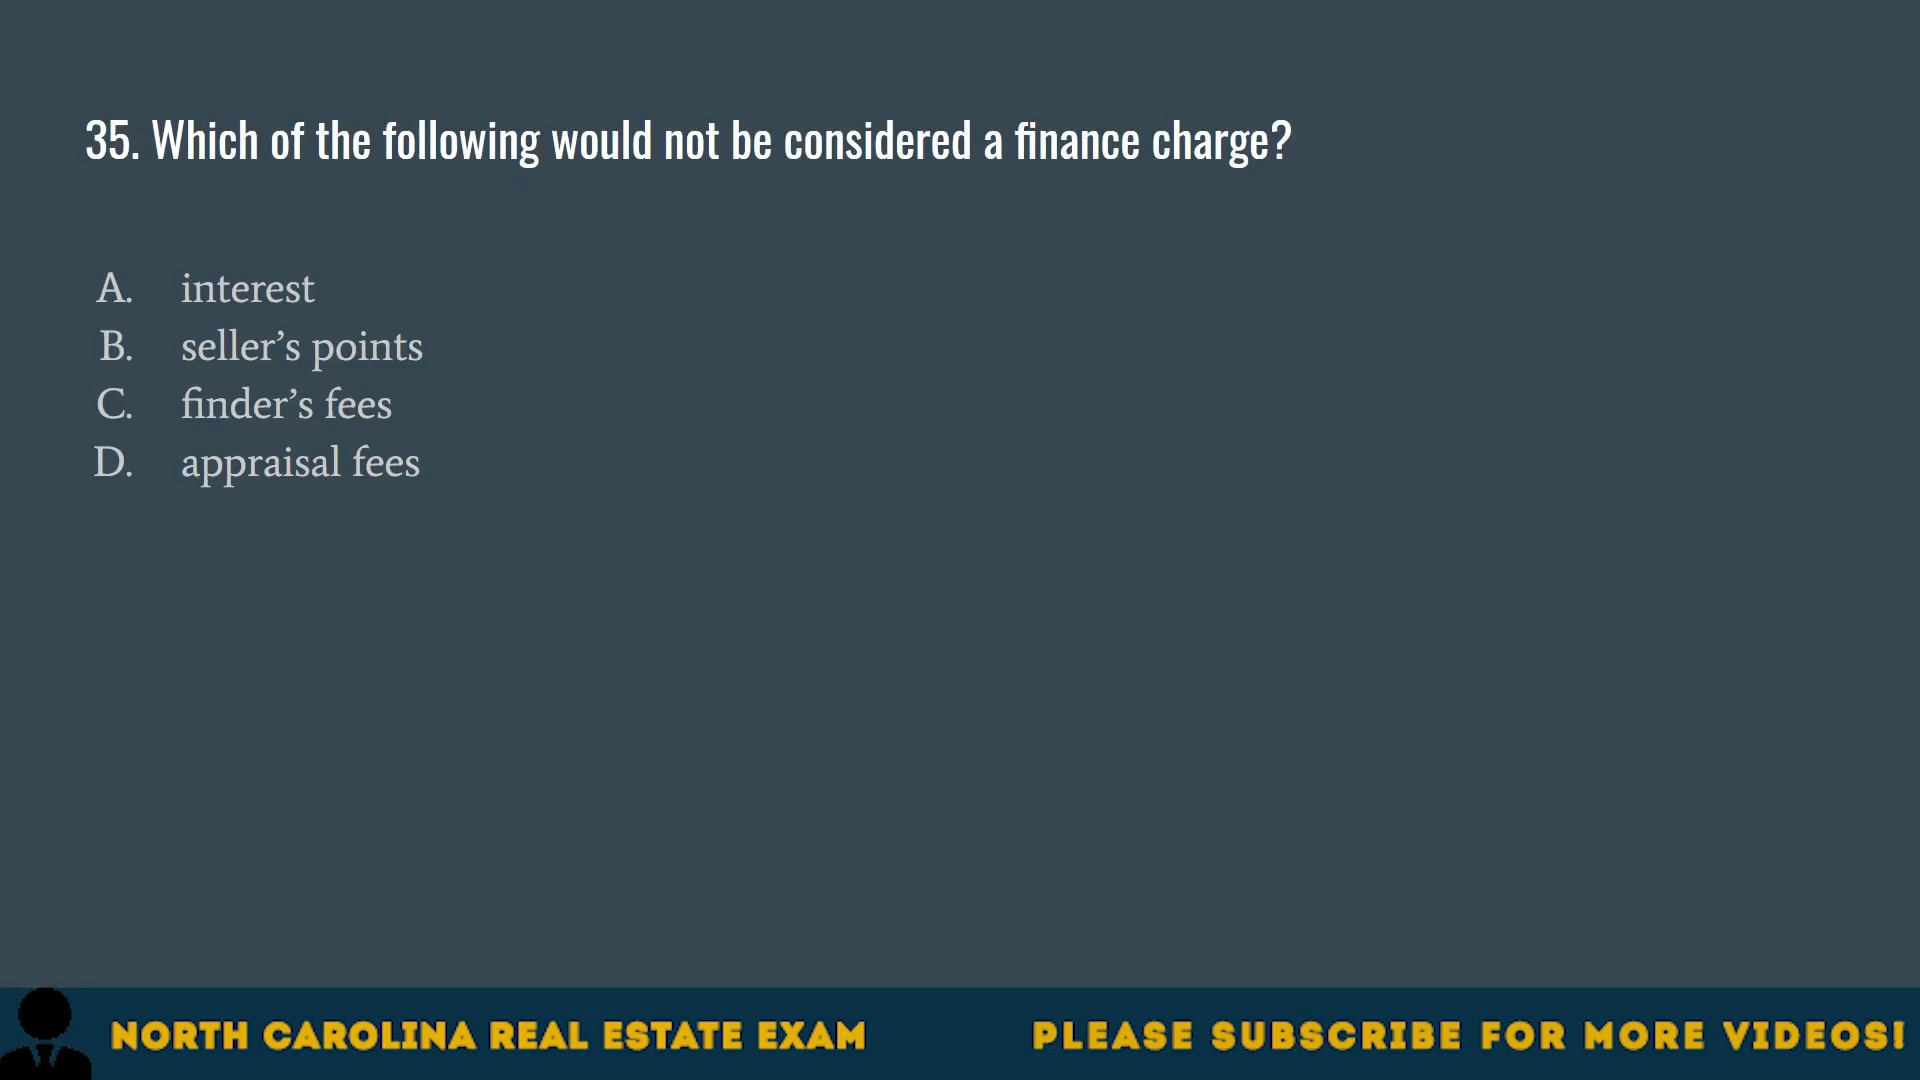 35. Which of the following would not be considered a finance charge?
A. interest
B. seller’s points
C. finder’s fees
D. appraisal fees
NORTH CAROLINA REAL ESTATE EXAM PLEASE SUBSCRIBE FOR MORE VIDEOS!